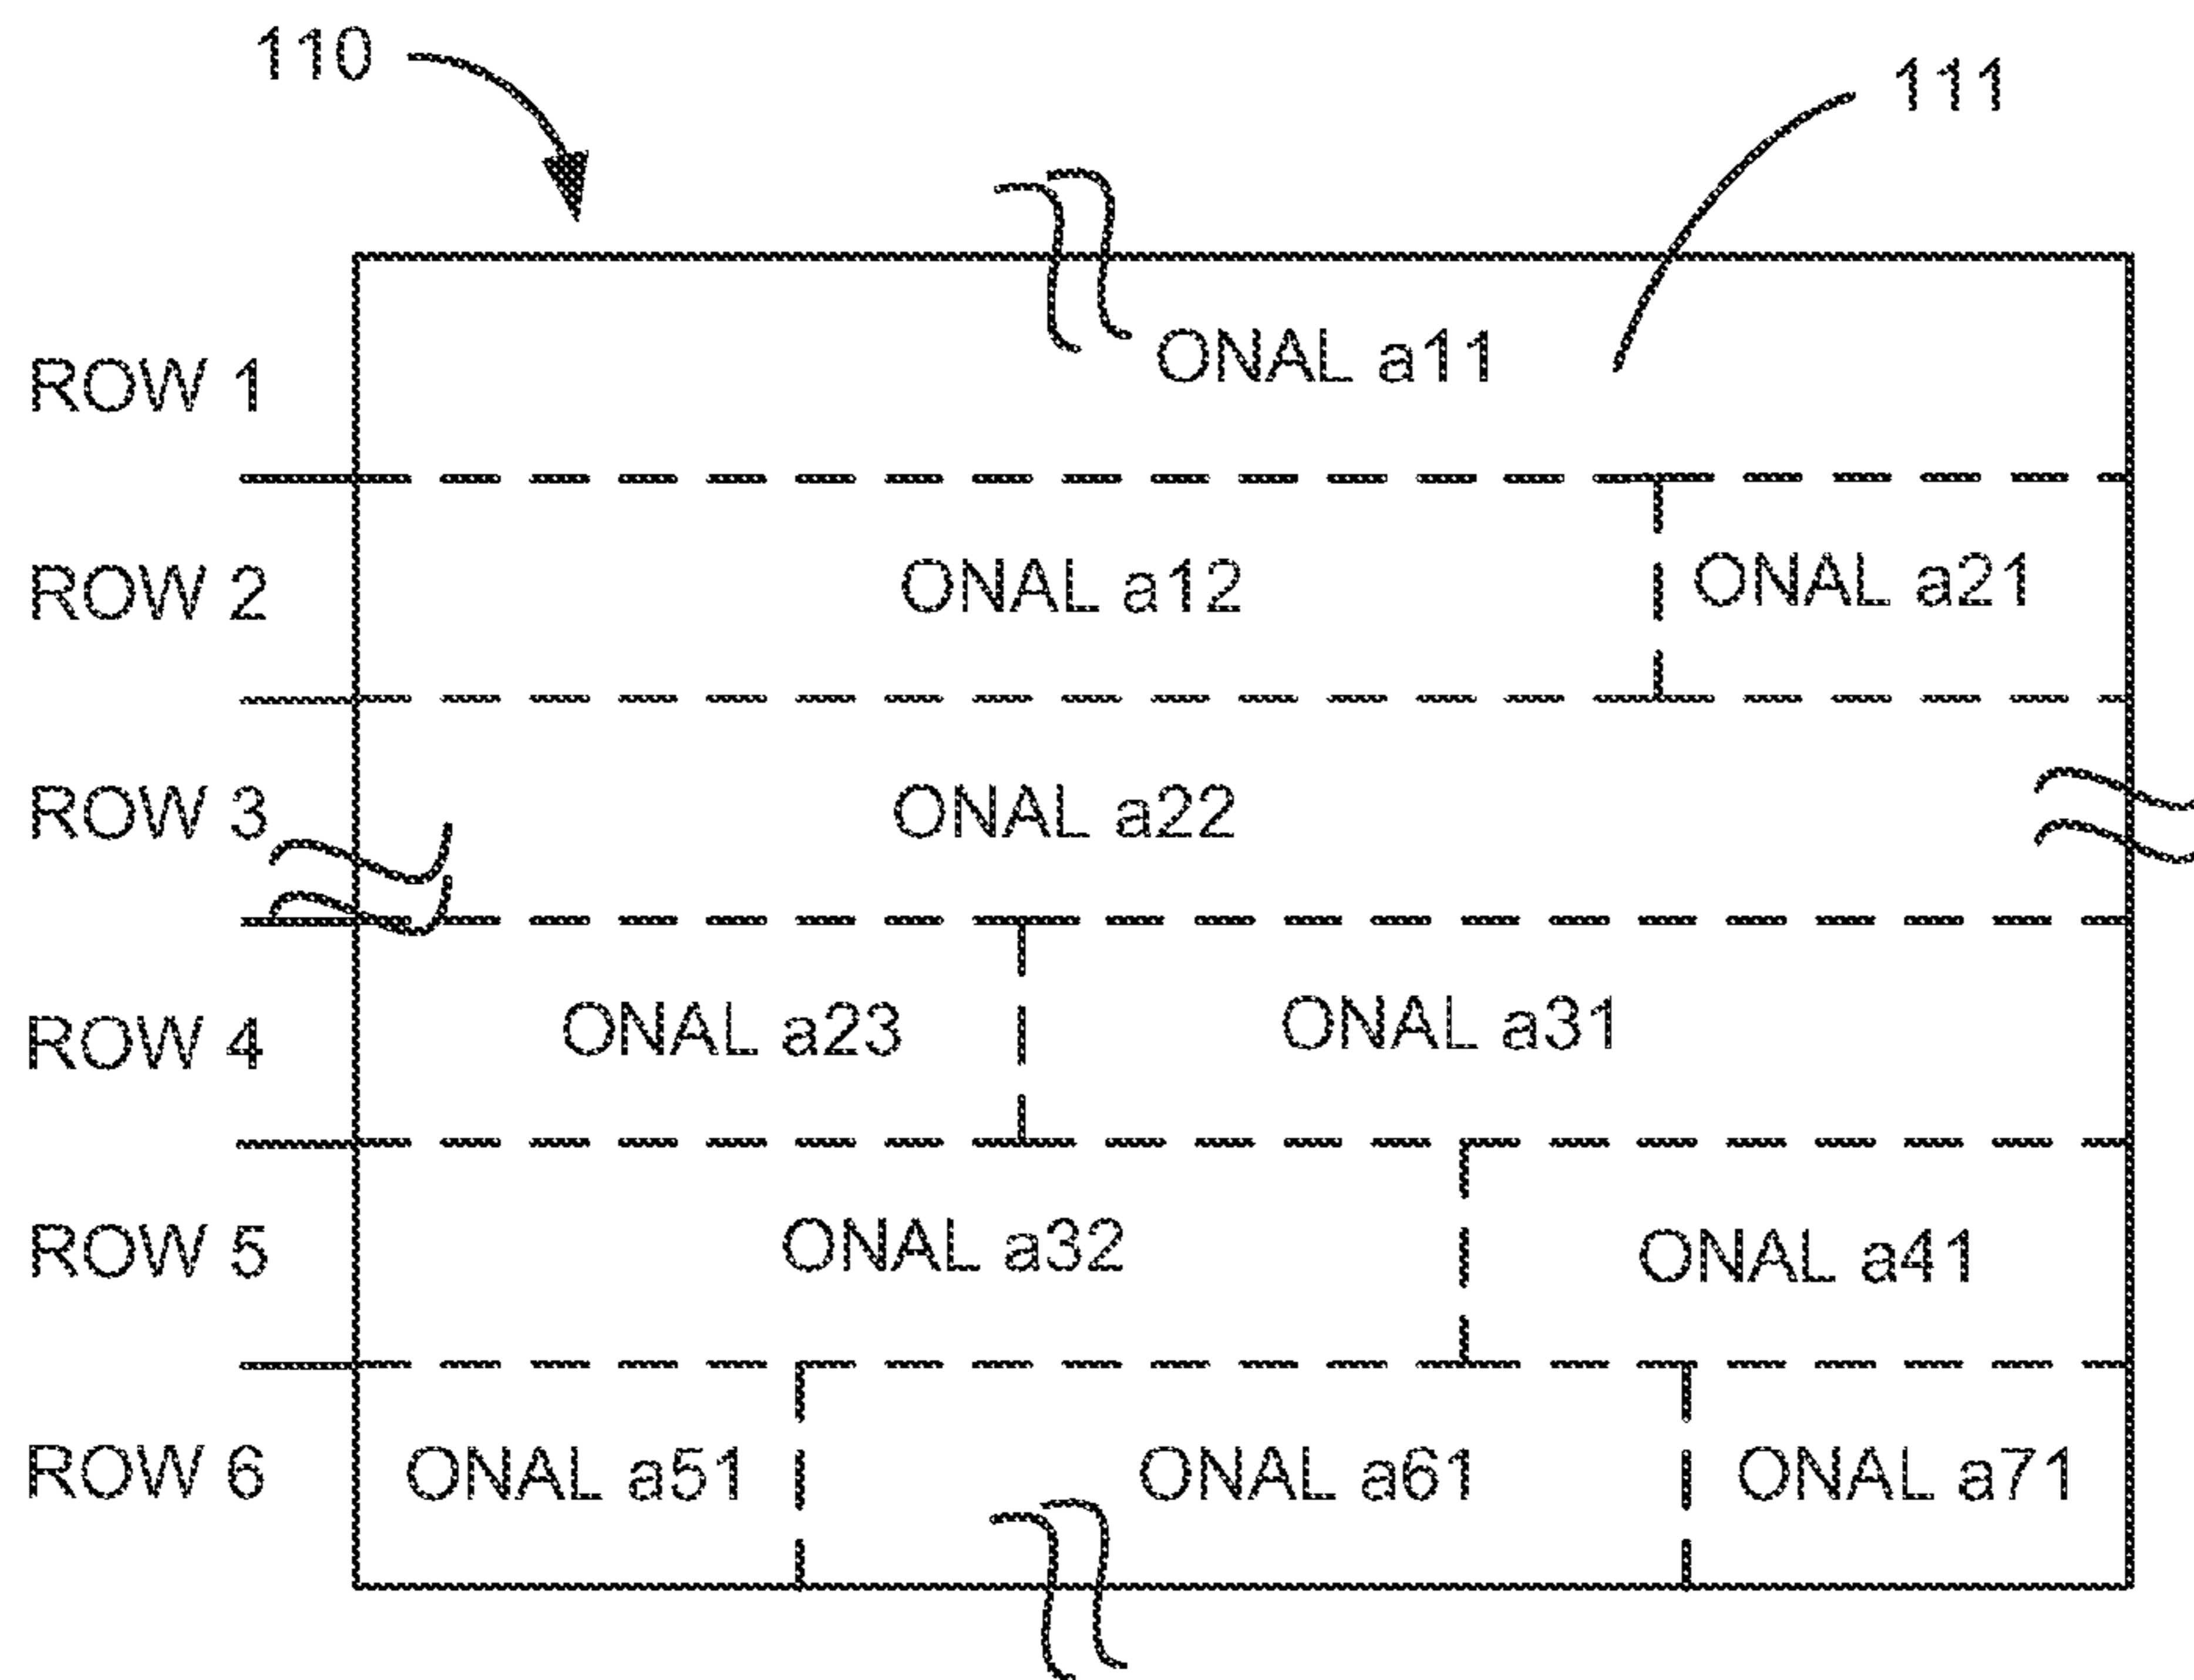 110
111
ROW 1
ONAL a11
ROW 2
ONAL a12
ONAL a21
ROW 3
ONAL a22
ROW 4
ONAL a23
ONAL a31
ROW 5
ONAL a32
ONAL a41
ROW 6
ONAL a51
ONAL a61
ONAL a71